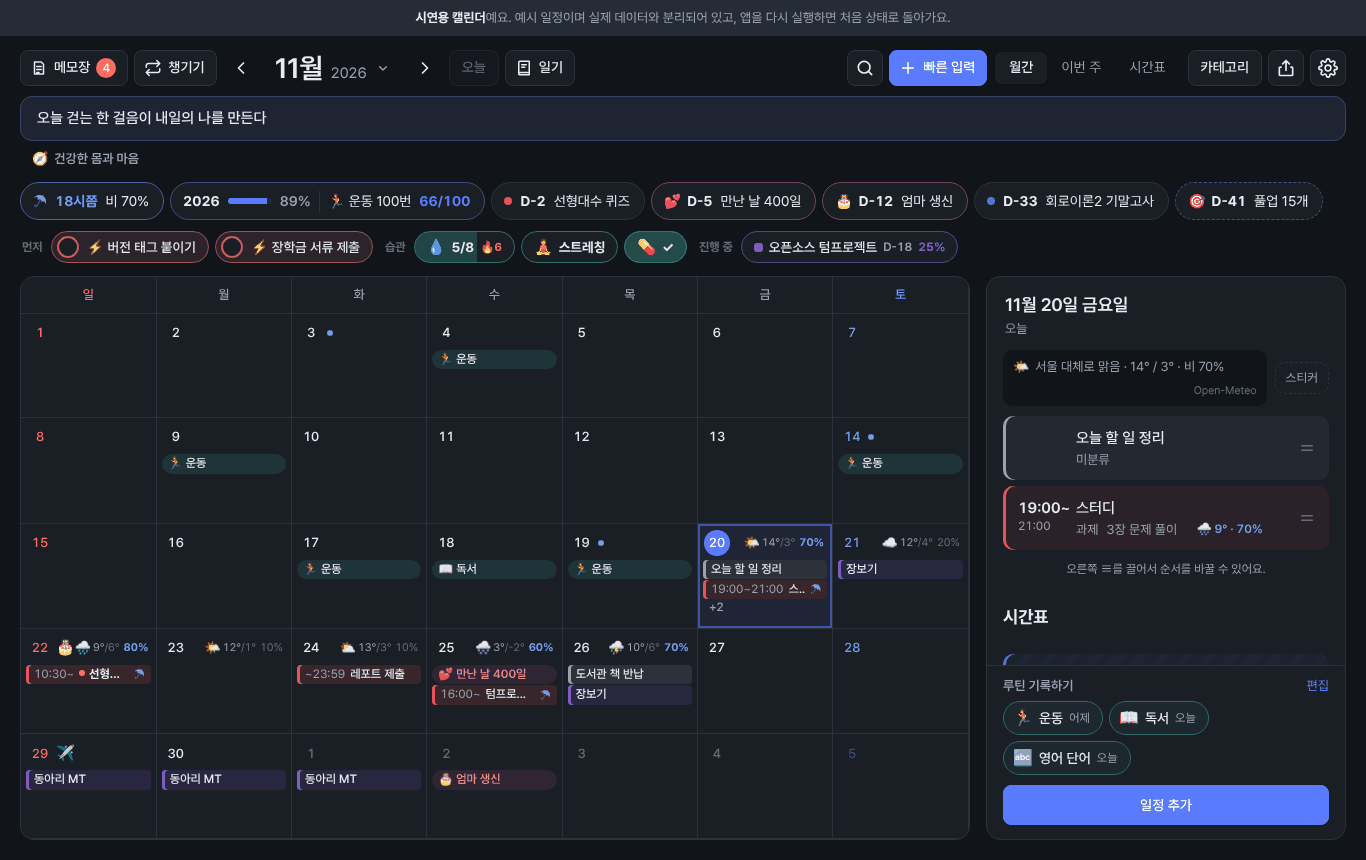 시연용 캘린더예요. 예시 일정이며 실제 데이터와 분리되어 있고, 앱을 다시 실행하면 처음 상태로 돌아가요.
메모장 4 챙기기 11월 2026 오늘 일기 빠른 입력 월간 이번 주 시간표 카테고리
오늘 걷는 한 걸음이 내일의 나를 만든다
건강한 몸과 마음
18시쯤 비 70% 2026 89% 운동 100번 66/100 D-2 선형대수 퀴즈 D-5 만난 날 400일 D-12 엄마 생신 D-33 회로이론2 기말고사 D-41 풀업 15개
먼저 버전 태그 붙이기 장학금 서류 제출 습관 5/8 6 스트레칭 진행 중 오픈소스 텀프로젝트 D-18 25%
일 월 화 수 목 금 토
1 2 3 4 5 6 7
운동
8 9 10 11 12 13 14
운동 운동
15 16 17 18 19 20 14°/3° 70% 21 12°/4° 20%
운동 독서 운동 오늘 할 일 정리 장보기
19:00~21:00 스..
+2
22 9°/6° 80% 23 12°/1° 10% 24 13°/3° 10% 25 3°/-2° 60% 26 10°/6° 70% 27 28
10:30~ 선형... ~23:59 레포트 제출 만난 날 400일 도서관 책 반납
16:00~ 텀프로... 장보기
29 30 1 2 3 4 5
동아리 MT 동아리 MT 동아리 MT 엄마 생신
11월 20일 금요일
오늘
서울 대체로 맑음 · 14° / 3° · 비 70%
Open-Meteo
스티커
오늘 할 일 정리
미분류
19:00~ 스터디
21:00 과제 3장 문제 풀이 9° · 70%
오른쪽 ≡를 끌어서 순서를 바꿀 수 있어요.
시간표
루틴 기록하기 편집
운동 어제 독서 오늘
abc 영어 단어 오늘
일정 추가